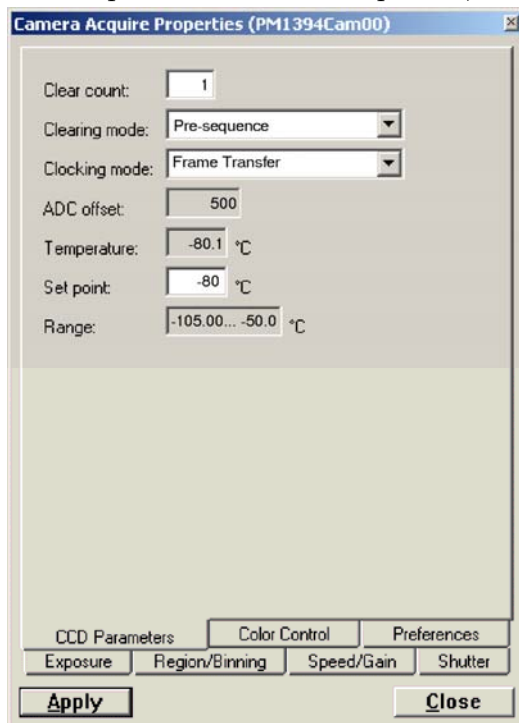 Camera Acquire Properties (PM1394Cam00)
Clear count: 1
Clearing mode: Pre-sequence
Clocking mode: Frame Transfer
ADC offset: 500
Temperature: -80.1 °C
Set point: -80 °C
Range: -105.00... -50.0 °C
CCD Parameters Color Control Preferences
Exposure Region/Binning Speed/Gain Shutter
Apply Close